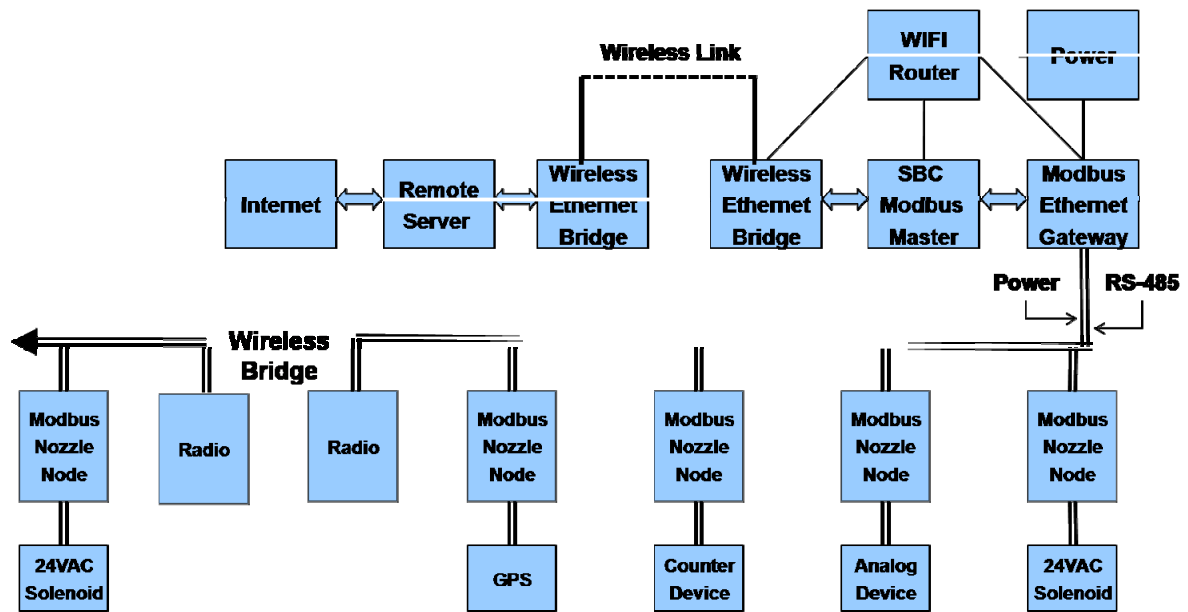 WIFI
Router
Power
Wireless Link
Internet
Remote
Server
Wireless
Ethernet
Bridge
Wireless
Ethernet
Bridge
SBC
Modbus
Master
Modbus
Ethernet
Gateway
Power
RS-485
Wireless
Bridge
Modbus
Nozzle
Node
Radio
Radio
Modbus
Nozzle
Node
Modbus
Nozzle
Node
Modbus
Nozzle
Node
Modbus
Nozzle
Node
24VAC
Solenoid
GPS
Counter
Device
Analog
Device
24VAC
Solenoid